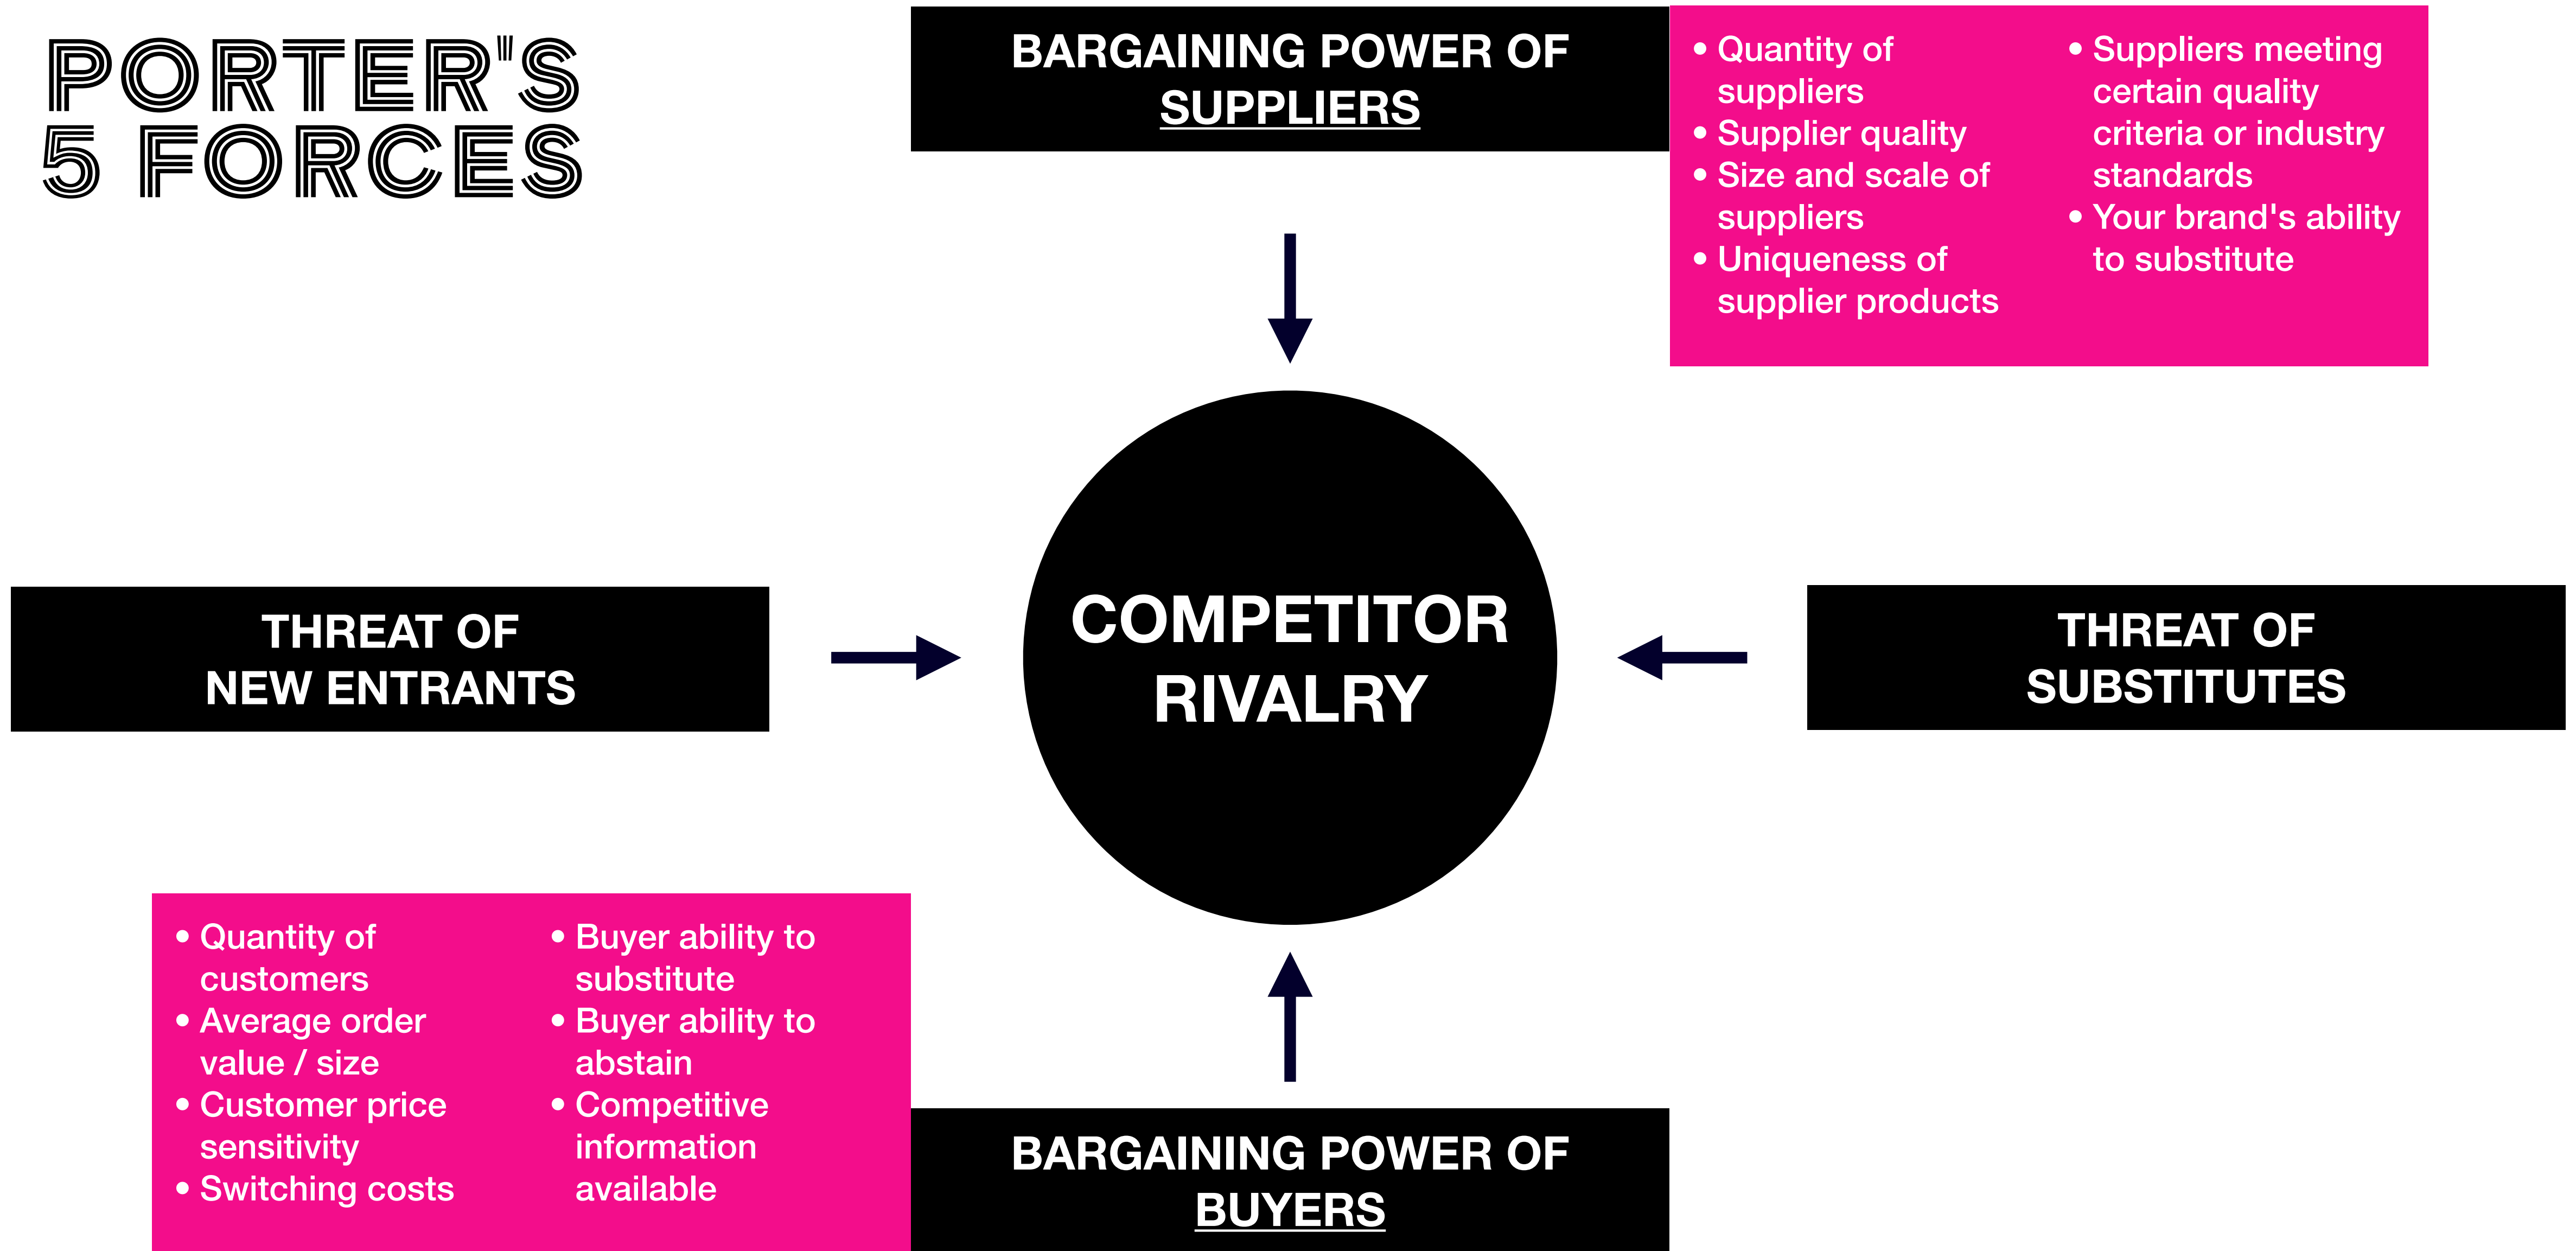 PORTER'S
5 FORCES
BARGAINING POWER OF
SUPPLIERS
• Quantity of
suppliers
• Supplier quality
• Size and scale of
suppliers
• Uniqueness of
supplier products
• Suppliers meeting
certain quality
criteria or industry
standards
• Your brand's ability
to substitute
THREAT OF
NEW ENTRANTS
COMPETITOR
RIVALRY
THREAT OF
SUBSTITUTES
• Quantity of
customers
• Average order
value / size
• Customer price
sensitivity
• Switching costs
• Buyer ability to
substitute
• Buyer ability to
abstain
• Competitive
information
available
BARGAINING POWER OF
BUYERS